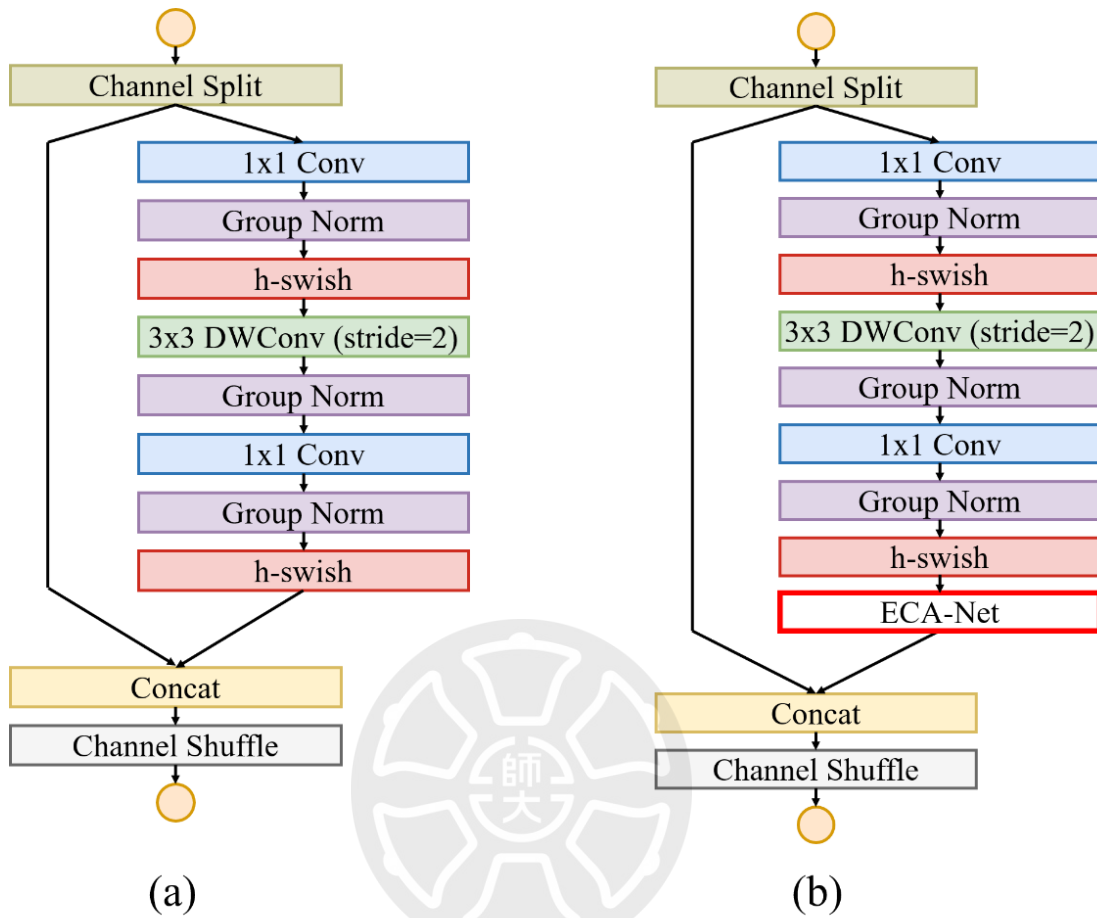 Channel Split
1x1 Conv
Group Norm
h-swish
3x3 DWConv (stride=2)
Group Norm
1x1 Conv
Group Norm
h-swish
Concat
Channel Shuffle
(a)
Channel Split
1x1 Conv
Group Norm
h-swish
3x3 DWConv (stride=2)
Group Norm
1x1 Conv
Group Norm
h-swish
ECA-Net
Concat
Channel Shuffle
(b)
師大